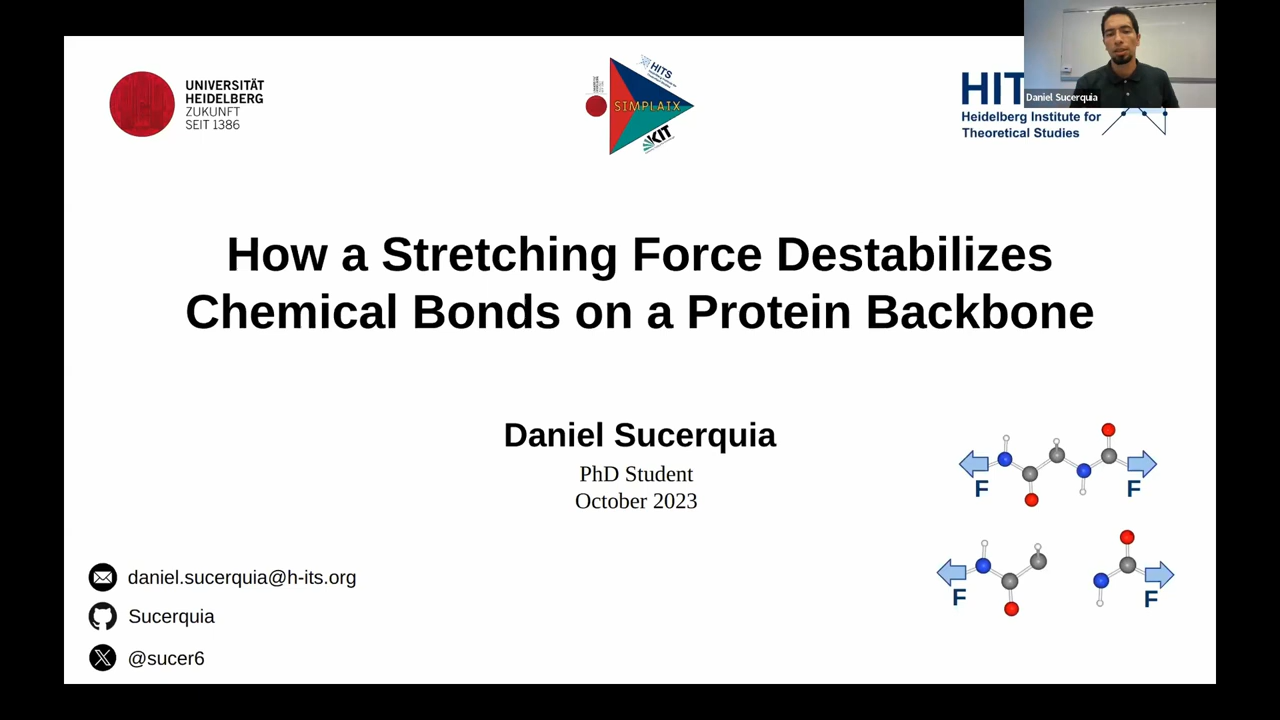 UNIVERSITÄT
HEIDELBERG
ZUKUNFT
SEIT 1386
HITS
SIMPLAIX
KIT
HIT
Heidelberg Institute for
Theoretical Studies
Daniel Sucerquia
How a Stretching Force Destabilizes
Chemical Bonds on a Protein Backbone
Daniel Sucerquia
PhD Student
October 2023
F F
F F
daniel.sucerquia@h-its.org
Sucerquia
@sucer6